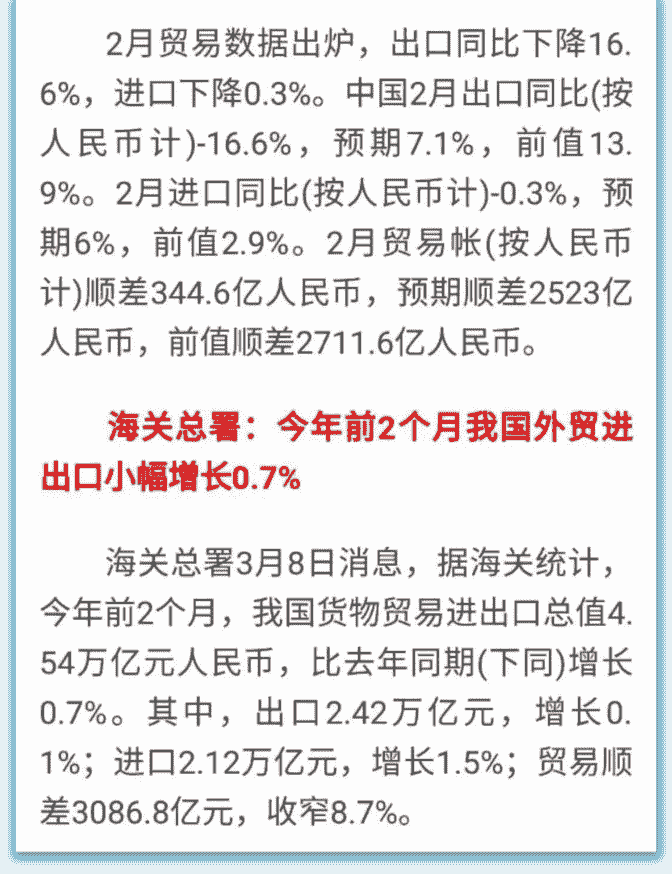 2月贸易数据出炉，出口同比下降16.
6%，进口下降0.3%。中国2月出口同比(按
人民币计)-16.6%，预期7.1%，前值13.
9%。2月进口同比(按人民币计)-0.3%，预
期6%，前值2.9%。2月贸易帐(按人民币
计)顺差344.6亿人民币，预期顺差2523亿
人民币，前值顺差2711.6亿人民币。
海关总署：今年前2个月我国外贸进
出口小幅增长0.7%
海关总署3月8日消息，据海关统计，
今年前2个月，我国货物贸易进出口总值4.
54万亿元人民币，比去年同期(下同)增长
0.7%。其中，出口2.42万亿元，增长0.
1%；进口2.12万亿元，增长1.5%；贸易顺
差3086.8亿元，收窄8.7%。